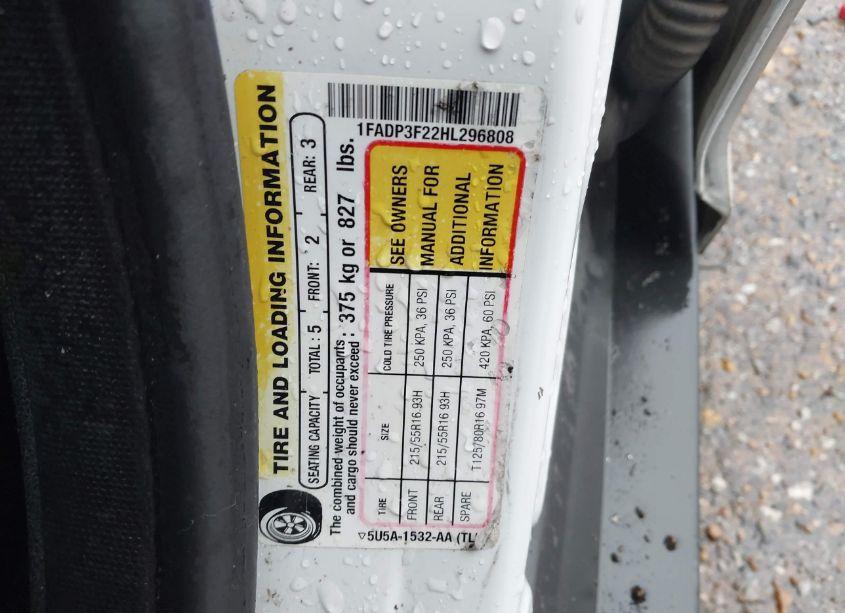 1FADP3F22HL296808
TIRE AND LOADING INFORMATION
SEATING CAPACITY TOTAL : 5 FRONT: 2 REAR: 3
The combined weight of occupants
and cargo should never exceed : 375 kg or 827 lbs.
TIRE SIZE COLD TIRE PRESSURE
FRONT 215/55R16 93H 250 KPA, 36 PSI
REAR 215/55R16 93H 250 KPA, 36 PSI
SPARE T125/80R16 97M 420 KPA, 60 PSI
SEE OWNERS
MANUAL FOR
ADDITIONAL
INFORMATION
▽5U5A-1532-AA (TL/